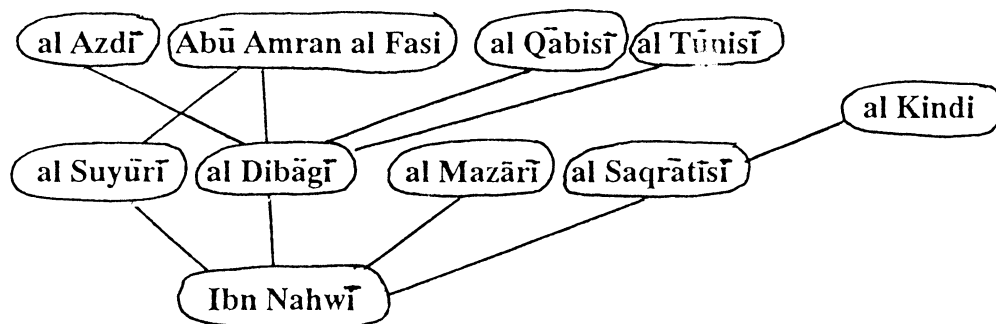 al Azdī Abū Amran al Fasi al Qābisī al Tūnisī
al Kindi
al Suyūrī al Dibāgī al Mazārī al Saqrātīsī
Ibn Nahwī